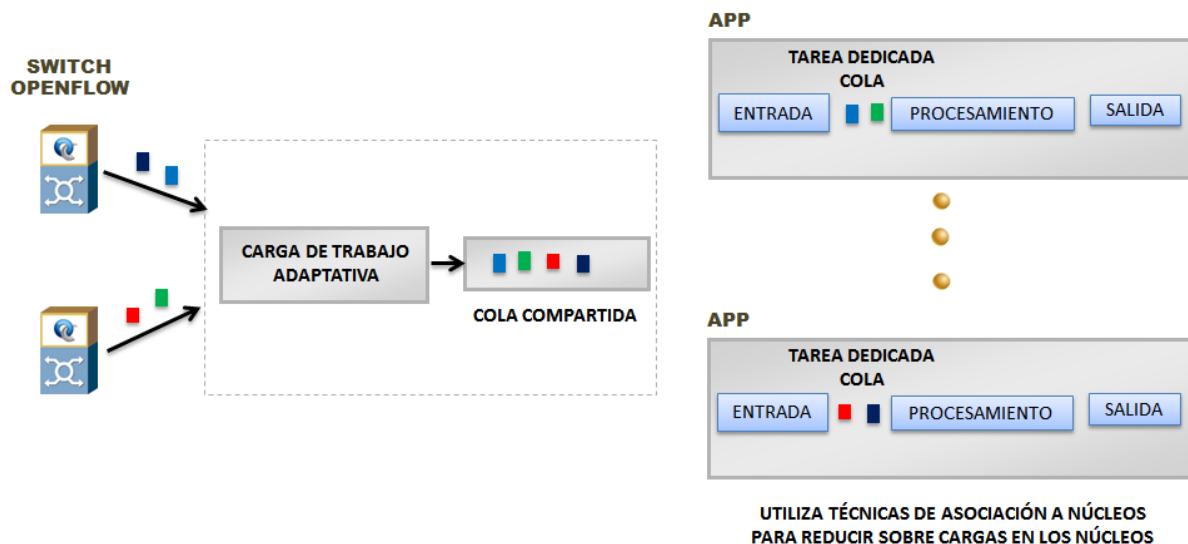 SWITCH
OPENFLOW
CARGA DE TRABAJO
ADAPTATIVA
COLA COMPARTIDA
APP
TAREA DEDICADA
COLA
ENTRADA
PROCESAMIENTO
SALIDA
APP
TAREA DEDICADA
COLA
ENTRADA
PROCESAMIENTO
SALIDA
UTILIZA TÉCNICAS DE ASOCIACIÓN A NÚCLEOS
PARA REDUCIR SOBRE CARGAS EN LOS NÚCLEOS